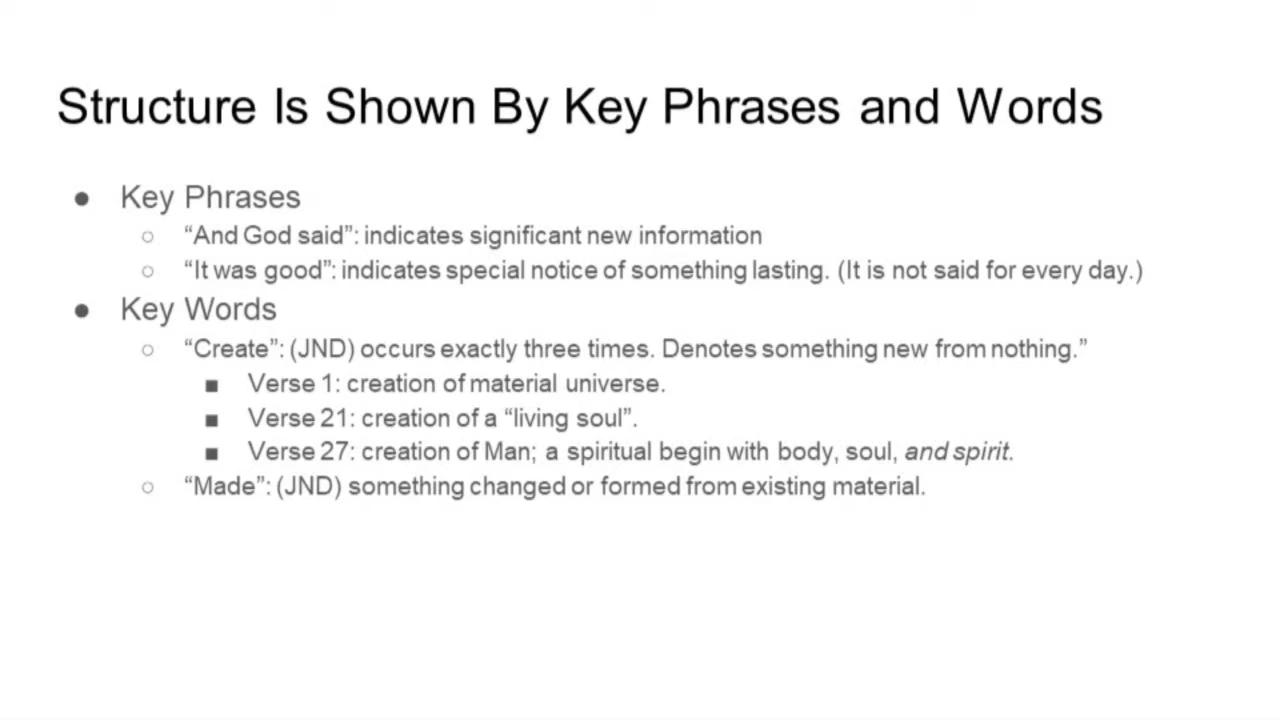 Structure Is Shown By Key Phrases and Words
● Key Phrases
○ “And God said”: indicates significant new information
○ “It was good”: indicates special notice of something lasting. (It is not said for every day.)
● Key Words
○ “Create”: (JND) occurs exactly three times. Denotes something new from nothing.”
■ Verse 1: creation of material universe.
■ Verse 21: creation of a “living soul”.
■ Verse 27: creation of Man; a spiritual begin with body, soul, and spirit.
○ “Made”: (JND) something changed or formed from existing material.